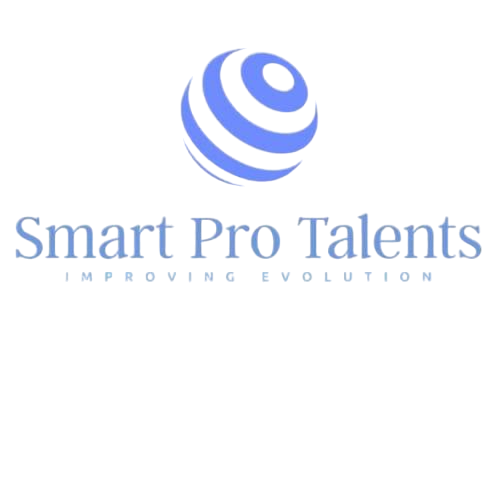 Smart Pro Talents
IMPROVING EVOLUTION